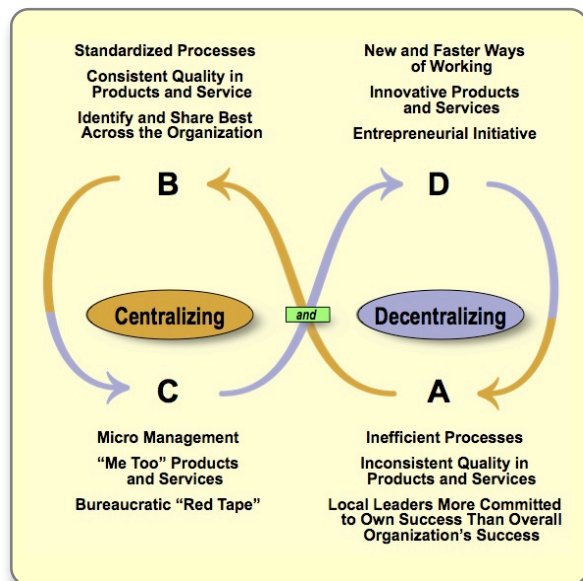 Standardized Processes
Consistent Quality in
Products and Service
Identify and Share Best
Across the Organization
New and Faster Ways
of Working
Innovative Products
and Services
Entrepreneurial Initiative
B
D
Centralizing
and
Decentralizing
C
A
Micro Management
“Me Too” Products
and Services
Bureaucratic “Red Tape”
Inefficient Processes
Inconsistent Quality in
Products and Services
Local Leaders More Committed
to Own Success Than Overall
Organization’s Success